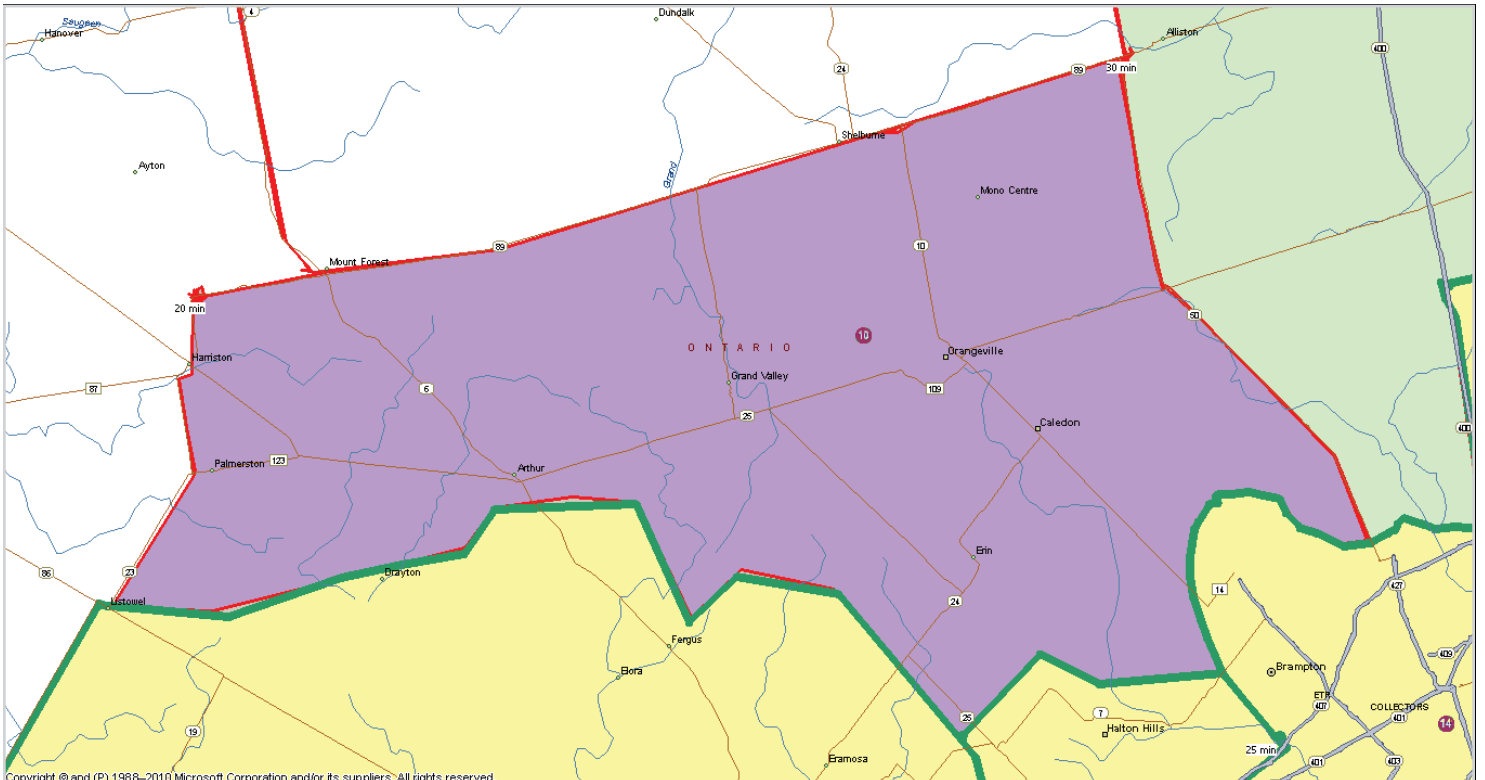 Saugeen
Hanover
4
Dundalk
Alliston
400
24
89
30 min
Shelburne
Ayton
Grand
Mono Centre
10
89
Mount Forest
20 min
50
ONTARIO
10
Harriston
Orangeville
Grand Valley
87
6
109
25
Caledon
400
123
Palmerston
Arthur
Erin
86
23
Drayton
427
14
Listowel
24
Fergus
409
Elora
Brampton
ETR
407
COLLECTORS
401
7
25
14
19
Halton Hills
25 min
Eramosa
401
403
Copyright © and (P) 1988–2010 Microsoft Corporation and/or its suppliers. All rights reserved.